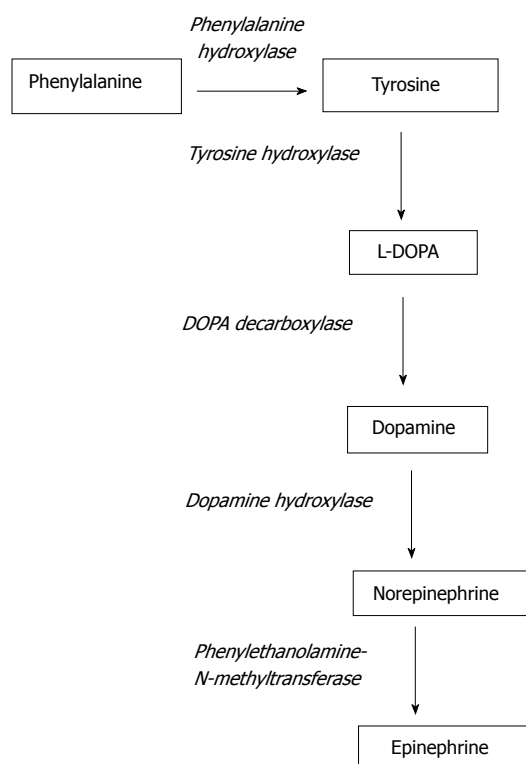 Phenylalanine
hydroxylase
Phenylalanine
Tyrosine
Tyrosine hydroxylase
L-DOPA
DOPA decarboxylase
Dopamine
Dopamine hydroxylase
Norepinephrine
Phenylethanolamine-
N-methyltransferase
Epinephrine